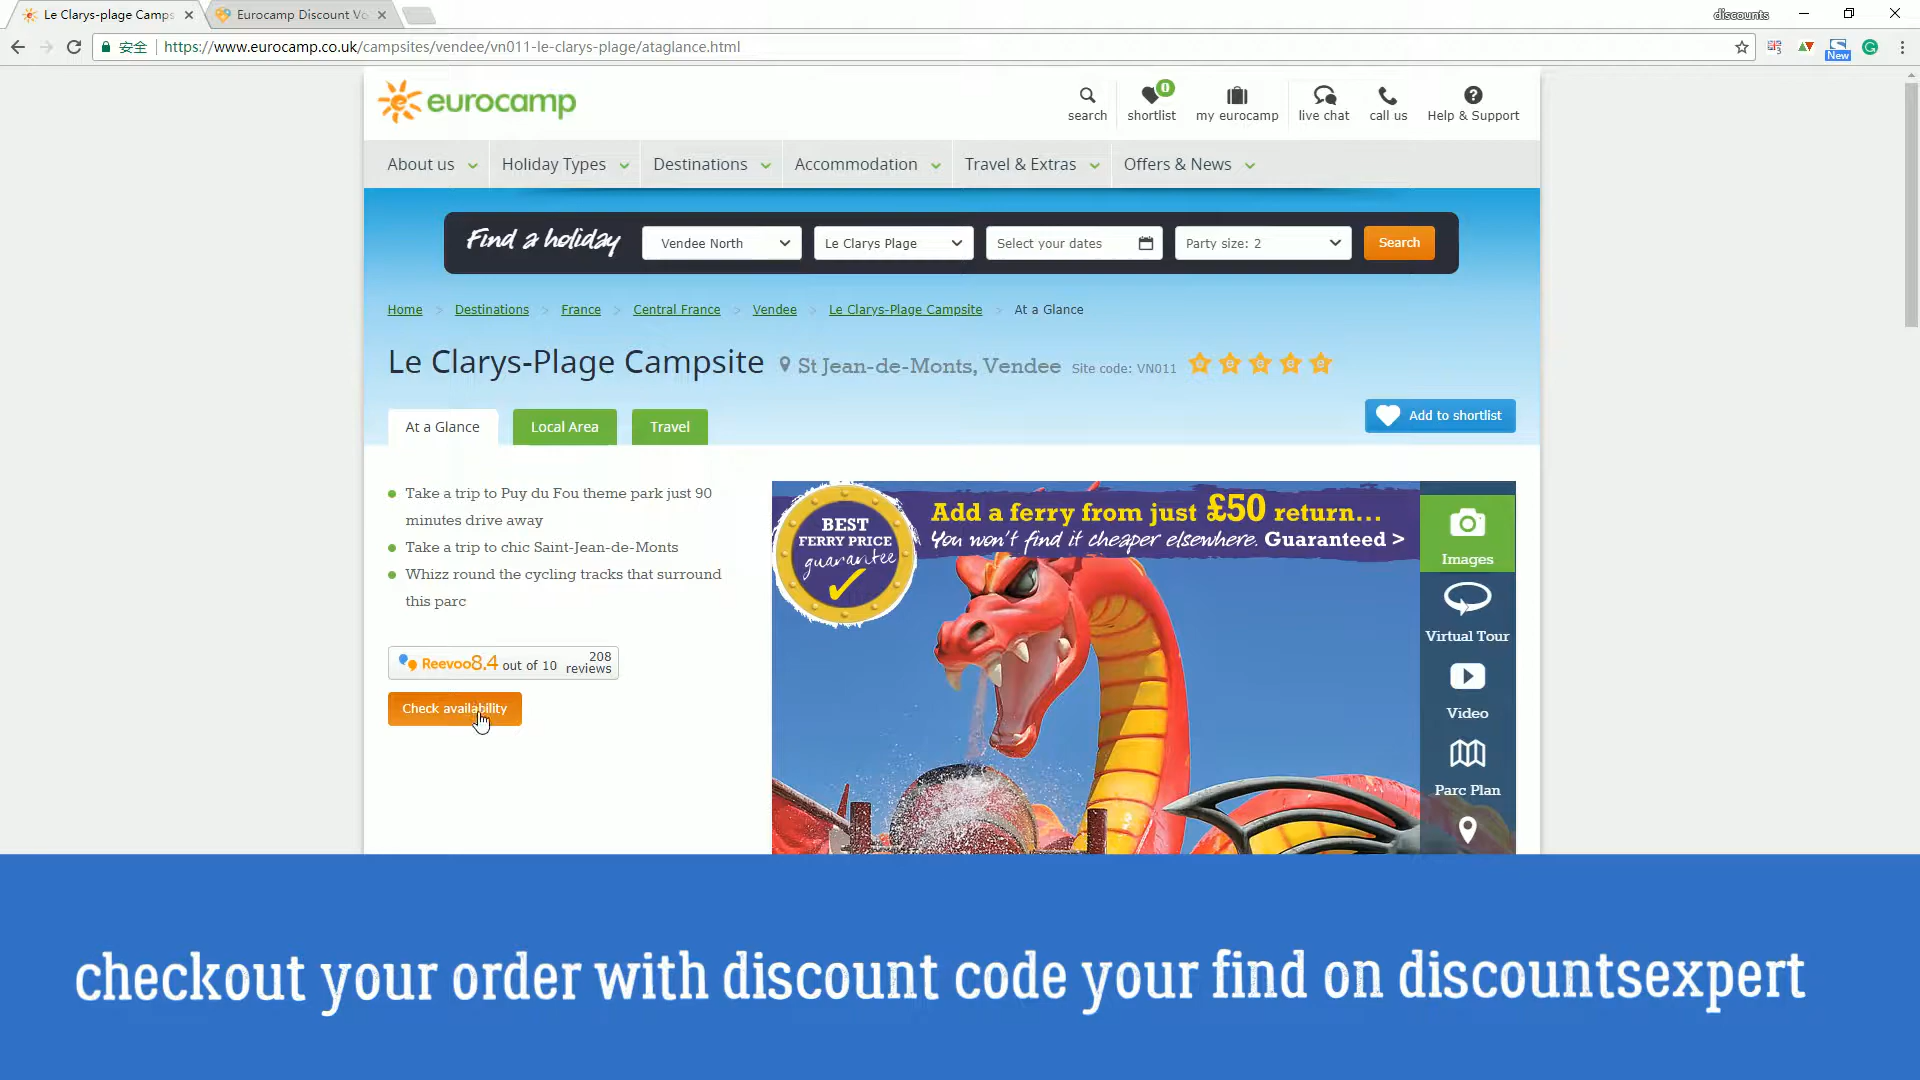 Le Clarys-plage Camps
Eurocamp Discount Vo
discounts
安全 https://www.eurocamp.co.uk/campsites/vendee/vn011-le-clarys-plage/ataglance.html
New
eurocamp
search
0
shortlist
my eurocamp
live chat
call us
Help & Support
About us
Holiday Types
Destinations
Accommodation
Travel & Extras
Offers & News
Find a holiday
Vendee North
Le Clarys Plage
Select your dates
Party size: 2
Search
Home > Destinations > France > Central France > Vendee > Le Clarys-Plage Campsite > At a Glance
Le Clarys-Plage Campsite St Jean-de-Monts, Vendee Site code: VN011
At a Glance
Local Area
Travel
Add to shortlist
Take a trip to Puy du Fou theme park just 90
minutes drive away
Take a trip to chic Saint-Jean-de-Monts
Whizz round the cycling tracks that surround
this parc
Reevoo 8.4 out of 10 208 reviews
Check availability
BEST
FERRY PRICE
guarantee
Add a ferry from just £50 return...
You won't find it cheaper elsewhere. Guaranteed >
Images
Virtual Tour
Video
Parc Plan
checkout your order with discount code your find on discountsexpert